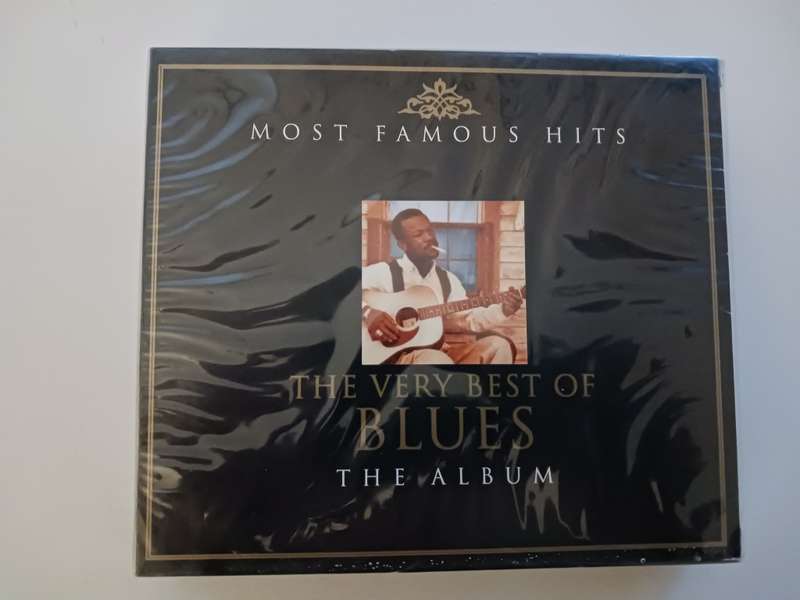 MOST FAMOUS HITS
THE VERY BEST OF
BLUES
THE ALBUM